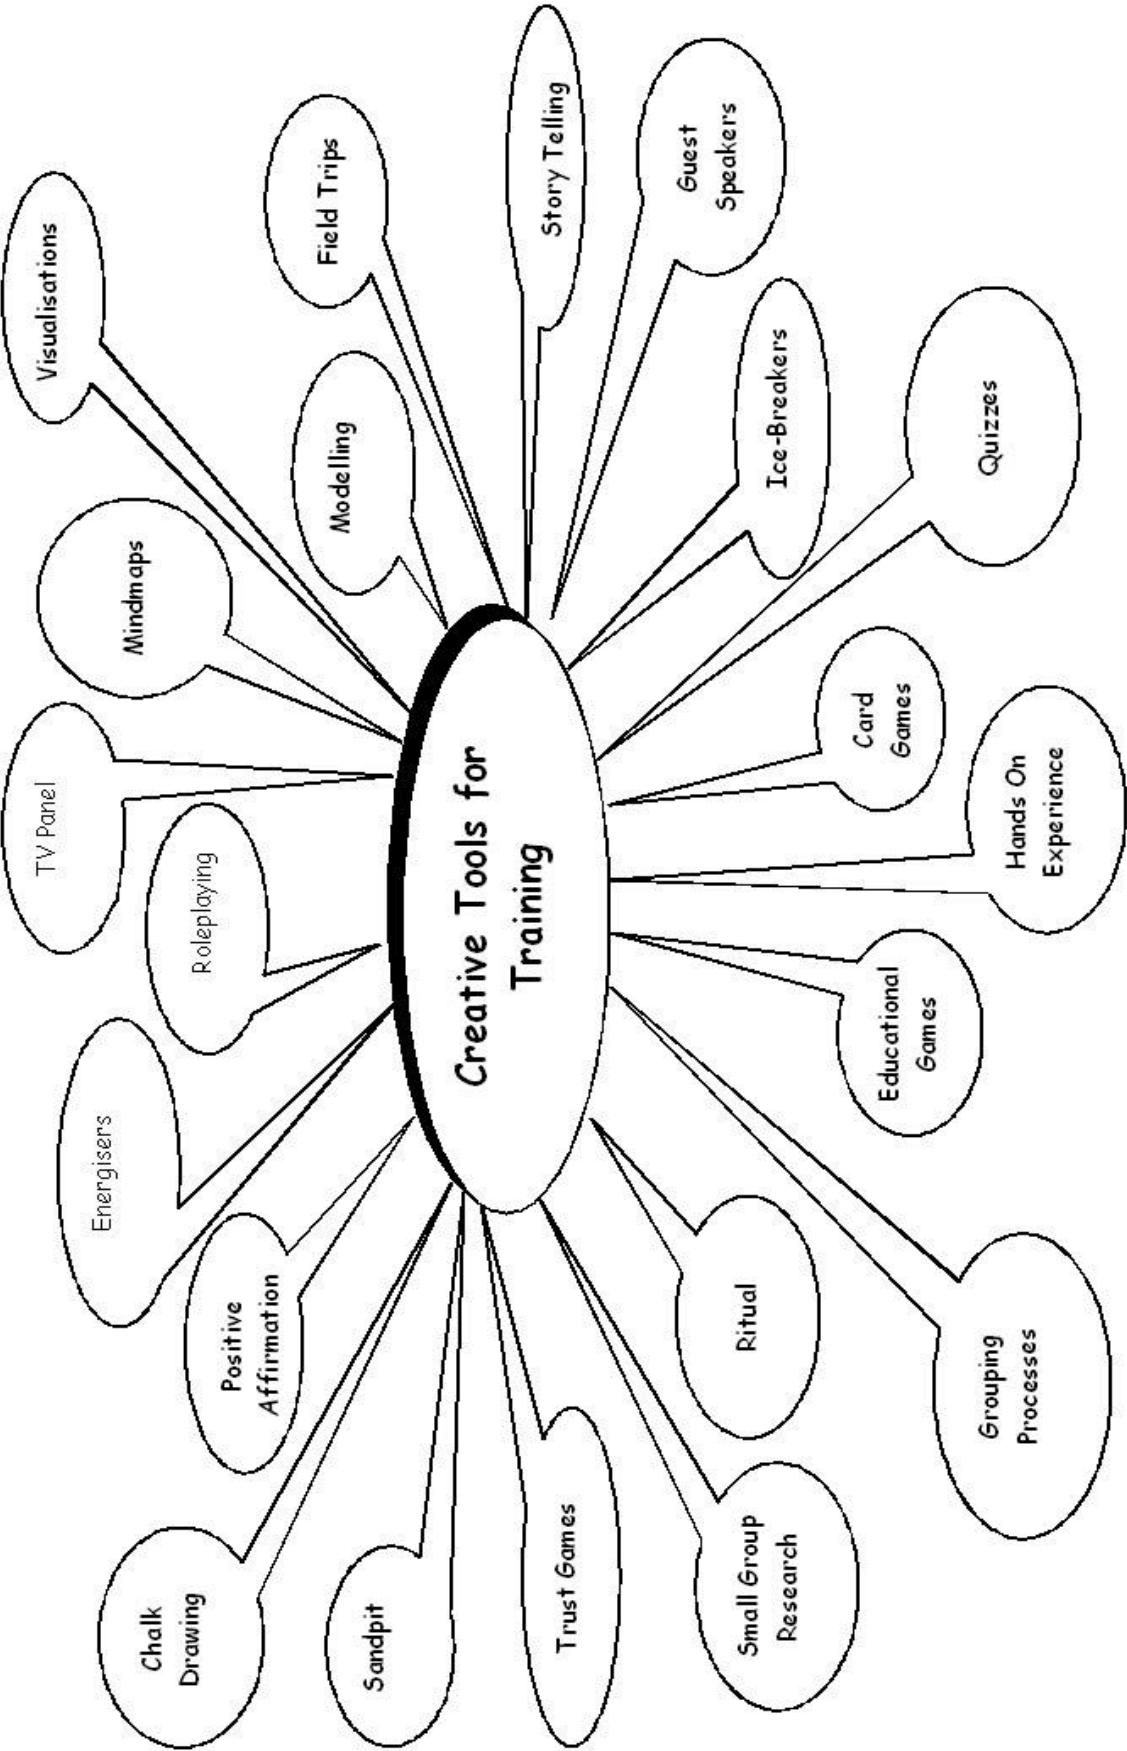 Chalk
Drawing
Positive
Affirmation
Energisers
Roleplaying
TV Panel
Mindmaps
Visualisations
Modelling
Field Trips
Sandpit
Creative Tools for
Training
Story Telling
Trust Games
Guest
Speakers
Small Group
Research
Ritual
Ice-Breakers
Educational
Games
Card
Games
Quizzes
Grouping
Processes
Hands On
Experience